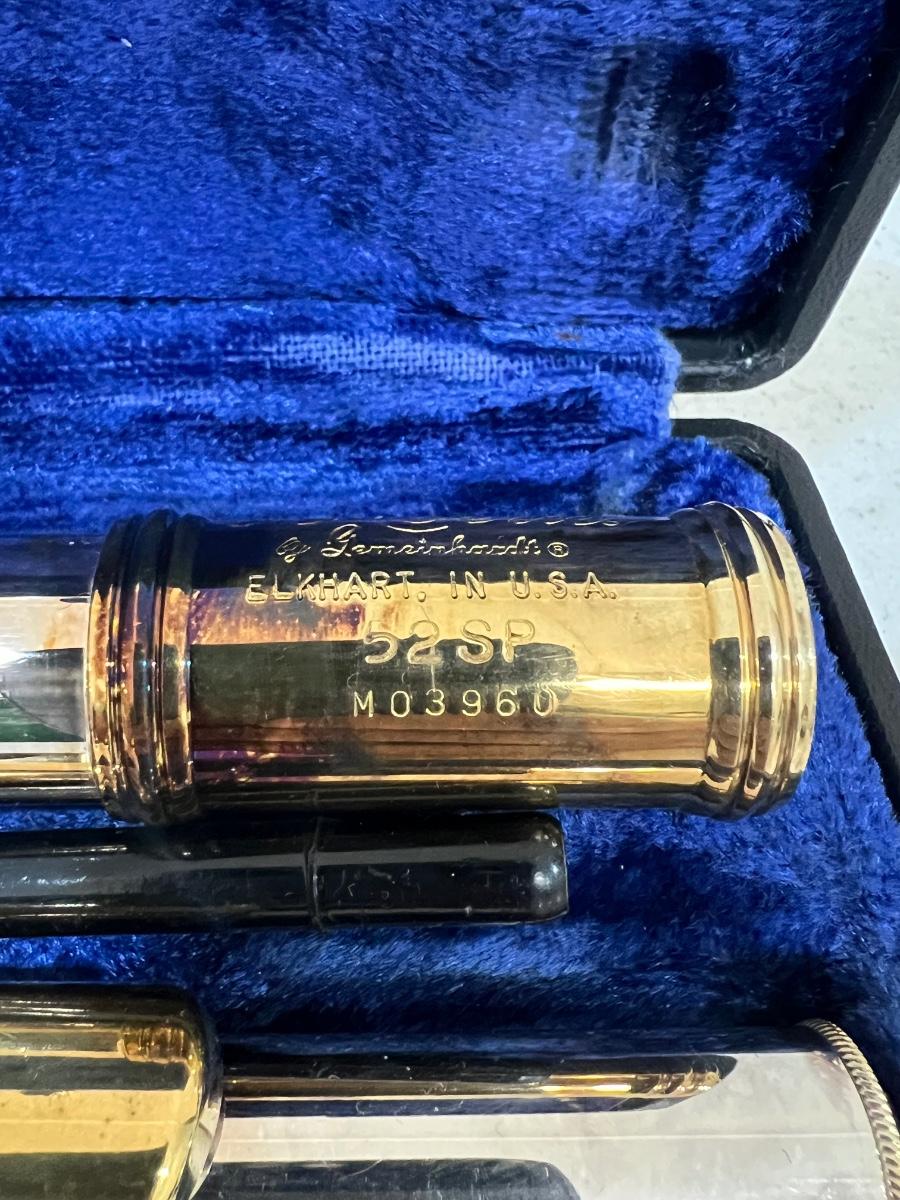 by Gemeinhardt®
ELKHART, IN U.S.A.
52SP
M03960